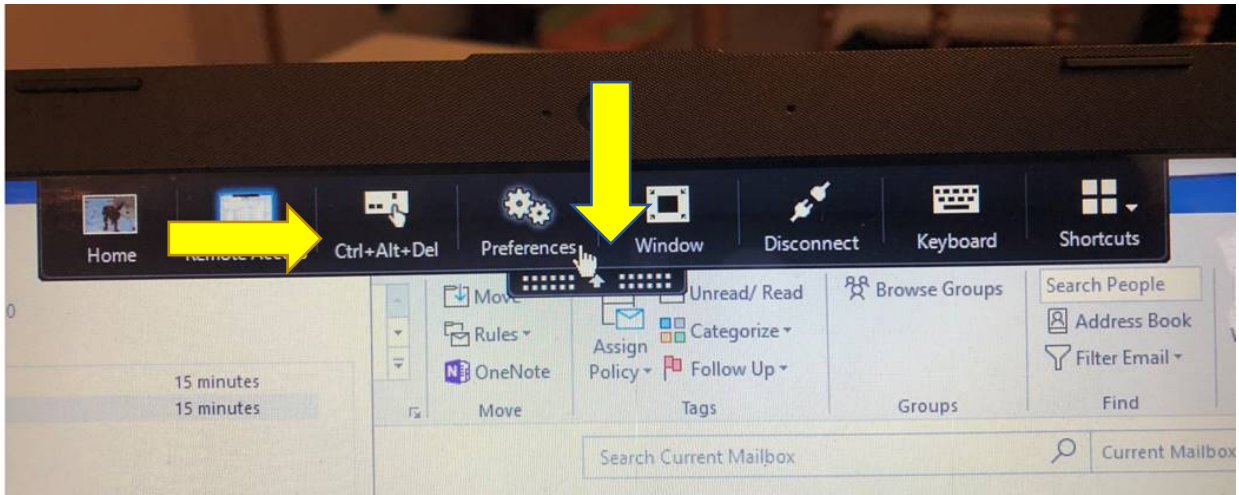 Home
Remote
Ctrl+Alt+Del
Preferences
Window
Disconnect
Keyboard
Shortcuts
0
15 minutes
15 minutes
Move
Rules
OneNote
Move
Assign
Policy
Unread/ Read
Categorize
Follow Up
Tags
Browse Groups
Groups
Search People
Address Book
Filter Email
Find
Search Current Mailbox
Current Mailbox